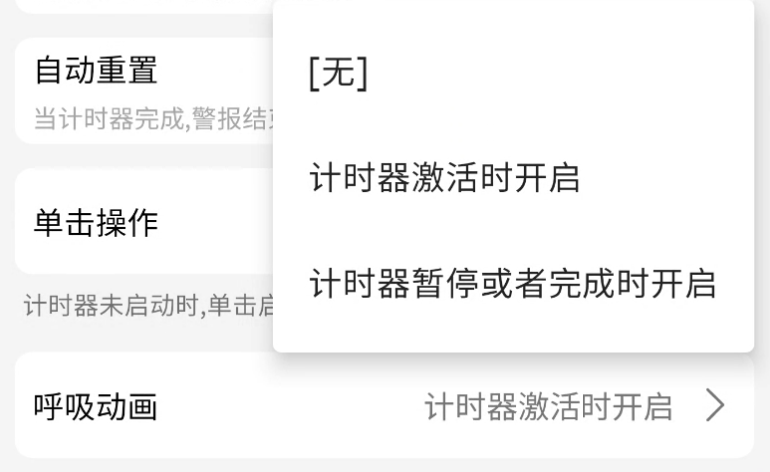 自动重置
当计时器完成,警报结
单击操作
计时器未启动时,单击启
[无]
计时器激活时开启
计时器暂停或者完成时开启
呼吸动画
计时器激活时开启